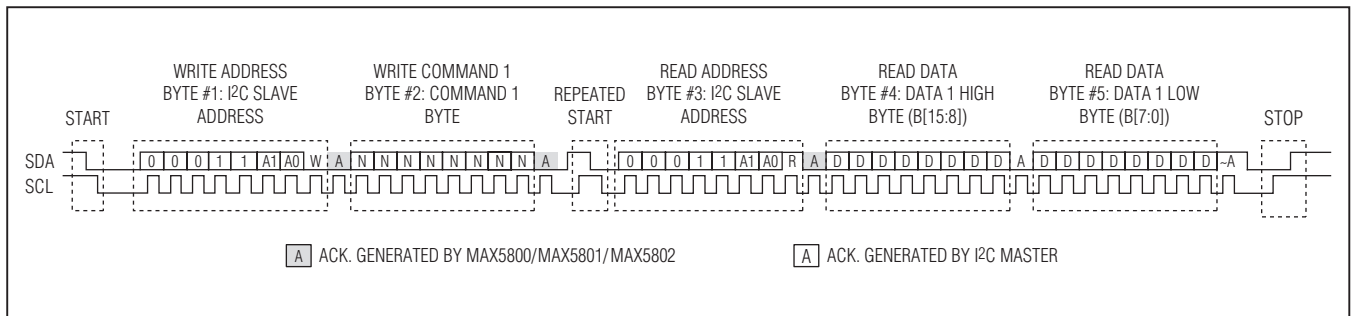 WRITE ADDRESS
BYTE #1: I²C SLAVE
ADDRESS
WRITE COMMAND 1
BYTE #2: COMMAND 1
BYTE
READ ADDRESS
BYTE #3: I²C SLAVE
ADDRESS
READ DATA
BYTE #4: DATA 1 HIGH
BYTE (B[15:8])
READ DATA
BYTE #5: DATA 1 LOW
BYTE (B[7:0])
START
REPEATED
START
STOP
SDA 0 0 0 1 1 A1 A0 W A N N N N N N N N A 0 0 0 1 1 A1 A0 R A D D D D D D D D A D D D D D D D D ~A
SCL
A ACK. GENERATED BY MAX5800/MAX5801/MAX5802
A ACK. GENERATED BY I²C MASTER